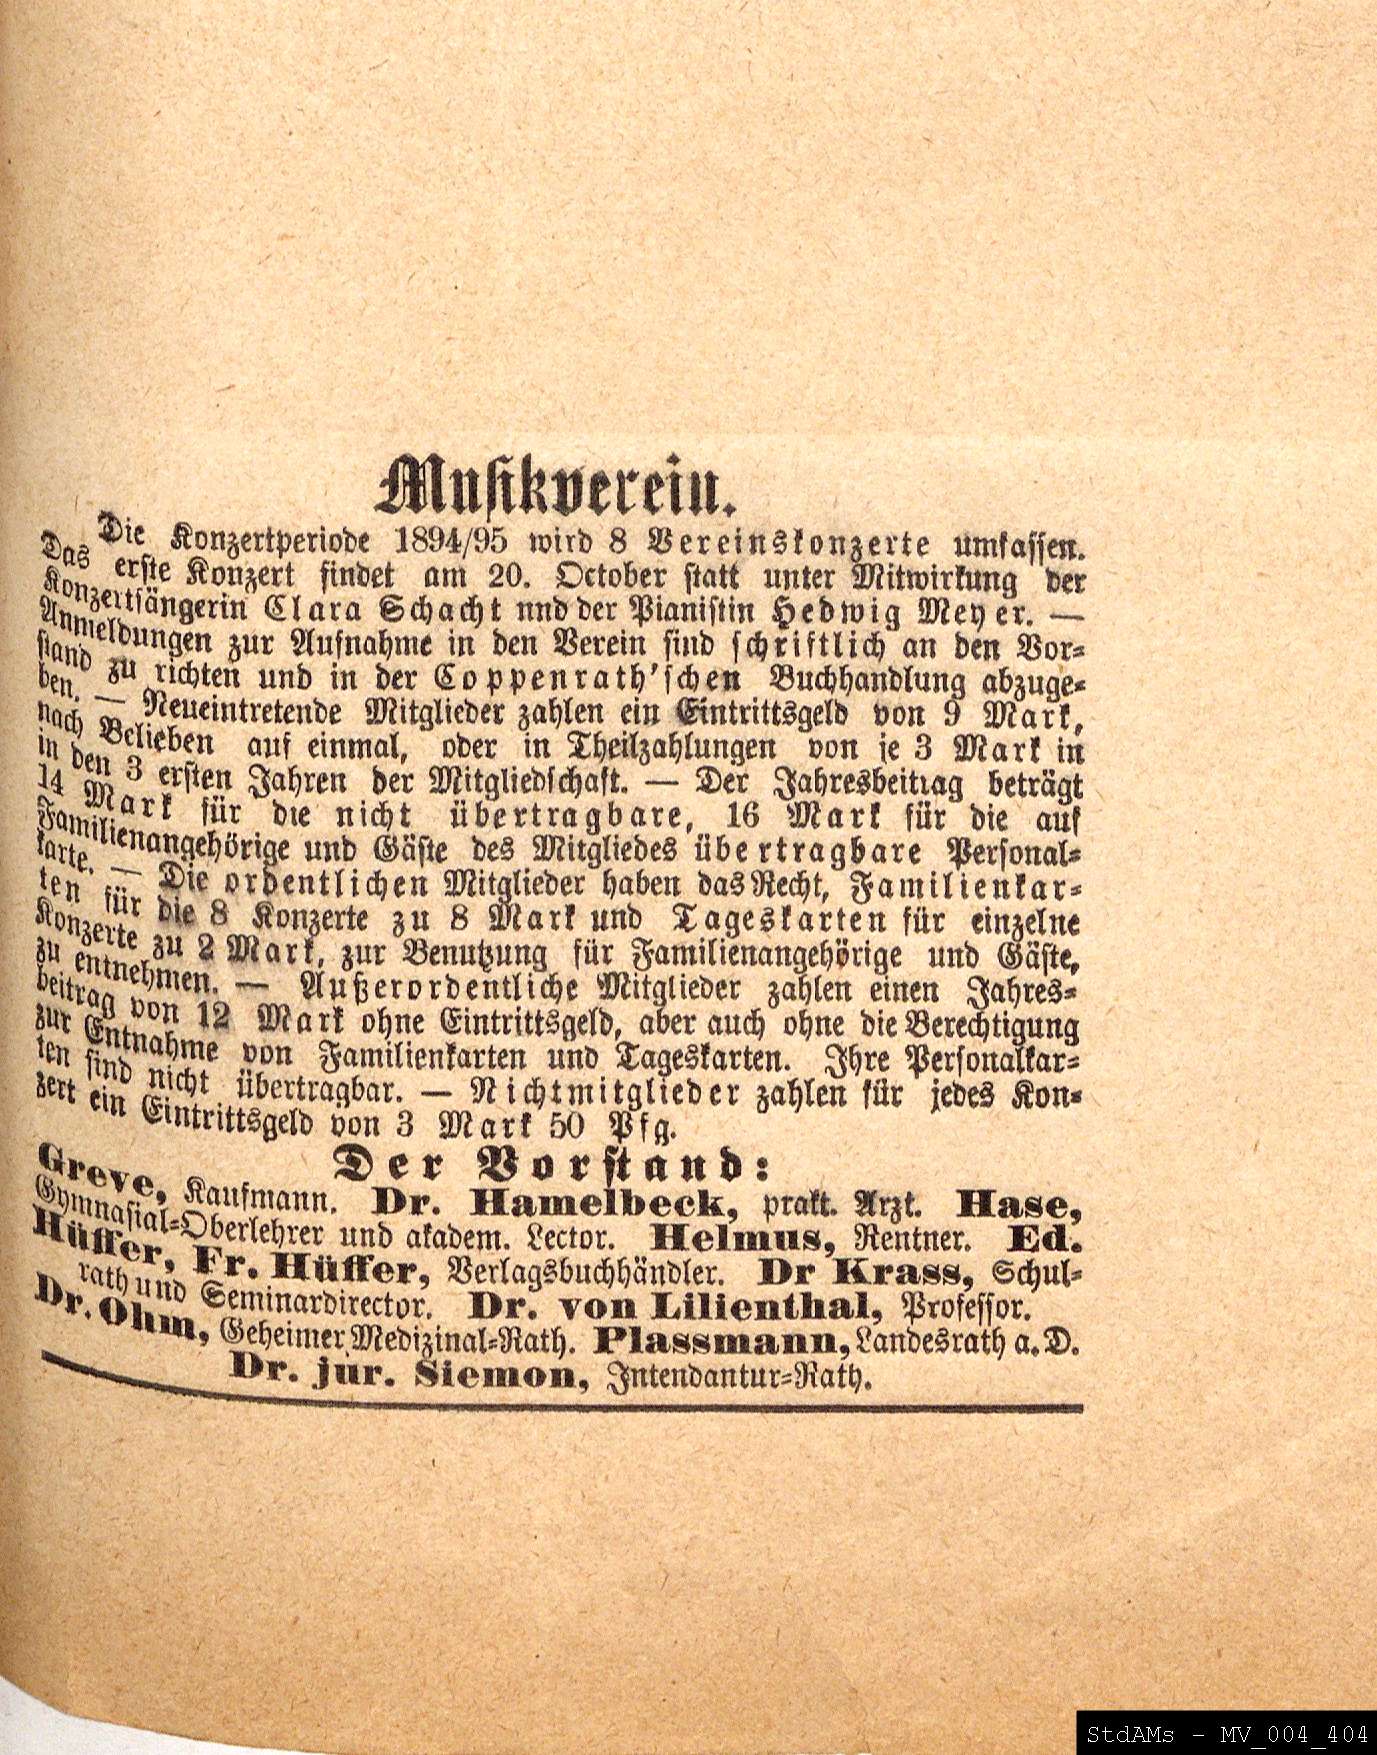 Musikverein.
Die Konzertperiode 1894/95 wird 8 Vereinskonzerte umfassen.
Das erste Konzert findet am 20. October statt unter Mitwirkung der
Konzertsängerin Clara Schacht nnd der Pianistin Hedwig Meyer. —
Anmeldungen zur Aufnahme in den Verein sind schriftlich an den Vor-
stand zu richten und in der Coppenrath'schen Buchhandlung abzuge-
ben. — Neueintretende Mitglieder zahlen ein Eintrittsgeld von 9 Mark,
nach Belieben auf einmal, oder in Theilzahlungen von je 3 Mark in
in den 3 ersten Jahren der Mitgliedschaft. — Der Jahresbeitrag beträgt
14 Mark für die nicht übertragbare, 16 Mark für die auf
Familienangehörige und Gäste des Mitgliedes übertragbare Personal-
karte. — Die ordentlichen Mitglieder haben das Recht, Familienkar-
ten für die 8 Konzerte zu 8 Mark und Tageskarten für einzelne
Konzerte zu 2 Mark, zur Benutzung für Familienangehörige und Gäste,
zu entnehmen. — Außerordentliche Mitglieder zahlen einen Jahres-
beitrag von 12 Mark ohne Eintrittsgeld, aber auch ohne die Berechtigung
zur Entnahme von Familienkarten und Tageskarten. Ihre Personalkar-
ten sind nicht übertragbar. — Nichtmitglieder zahlen für jedes Kon-
zert ein Eintrittsgeld von 3 Mark 50 Pfg.
Der Vorstand:
Greve, Kaufmann. Dr. Hamelbeck, prakt. Arzt. Hase,
Gymnasial-Oberlehrer und akadem. Lector. Helmus, Rentner. Ed.
Hüffer, Fr. Hüffer, Verlagsbuchhändler. Dr Krass, Schul-
rath und Seminardirector. Dr. von Lilienthal, Professor.
Dr. Ohm, Geheimer Medizinal-Rath. Plassmann, Landesrath a. D.
Dr. jur. Siemon, Intendantur-Rath.
StdAMs - MV_004_404